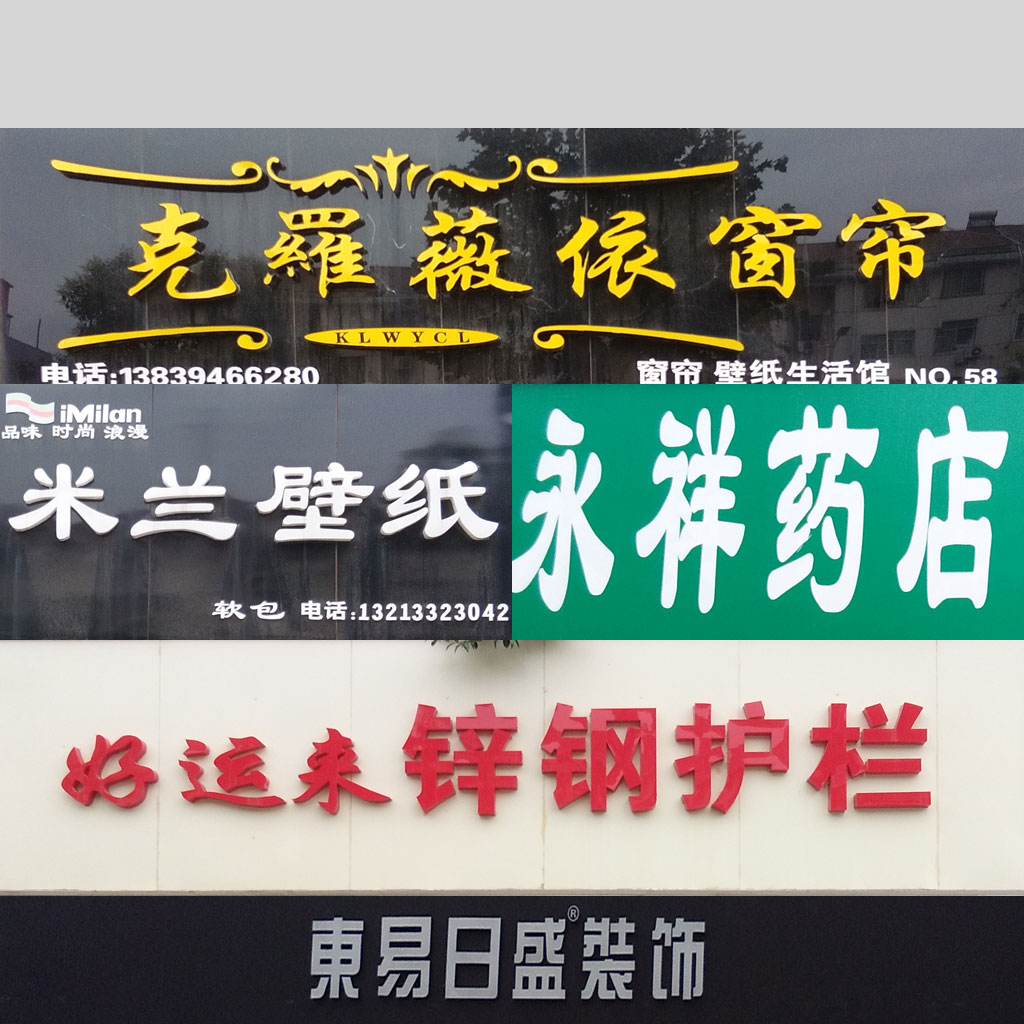 克羅薇依窗帘
KLWYCL
电话:13839466280
窗帘 壁纸生活馆 NO.58
iMilan
品味 时尚 浪漫
米兰壁纸
软包 电话:13213323042
永祥药店
好运来锌钢护栏
東易日盛®装饰